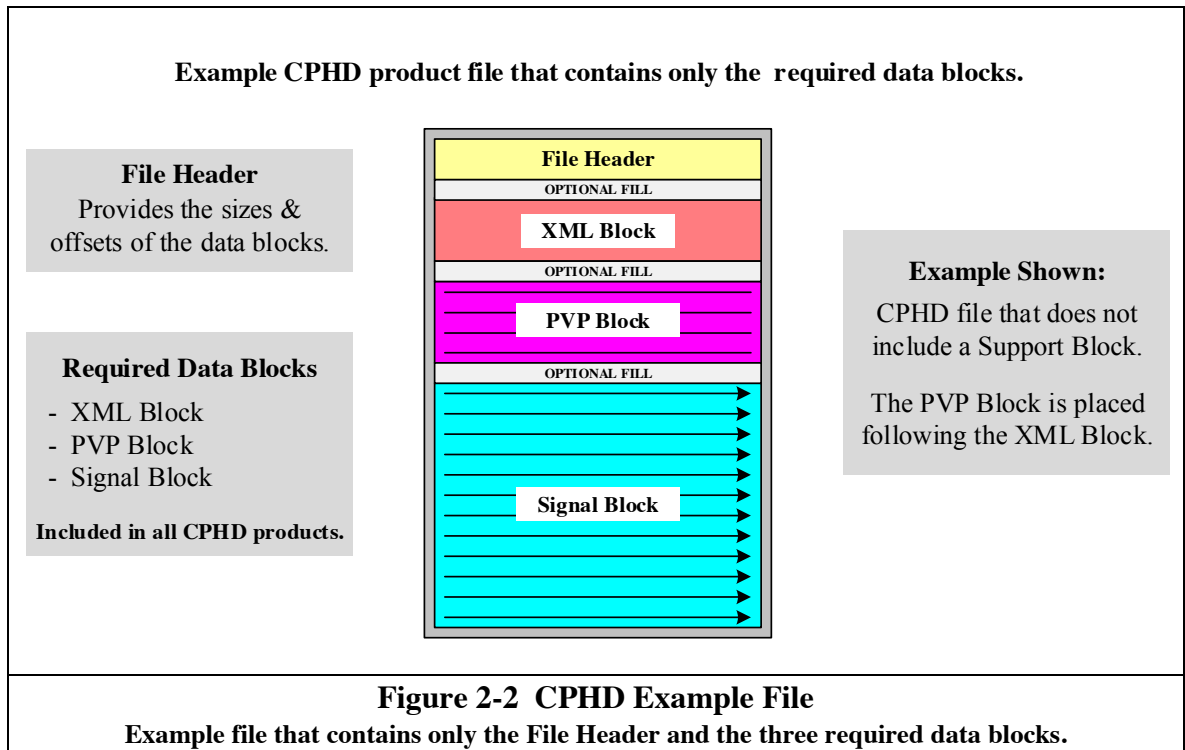 Example CPHD product file that contains only the required data blocks.
File Header
Provides the sizes &
offsets of the data blocks.
Required Data Blocks
- XML Block
- PVP Block
- Signal Block
Included in all CPHD products.
File Header
OPTIONAL FILL
XML Block
OPTIONAL FILL
PVP Block
OPTIONAL FILL
Signal Block
Example Shown:
CPHD file that does not
include a Support Block.
The PVP Block is placed
following the XML Block.
Figure 2-2 CPHD Example File
Example file that contains only the File Header and the three required data blocks.